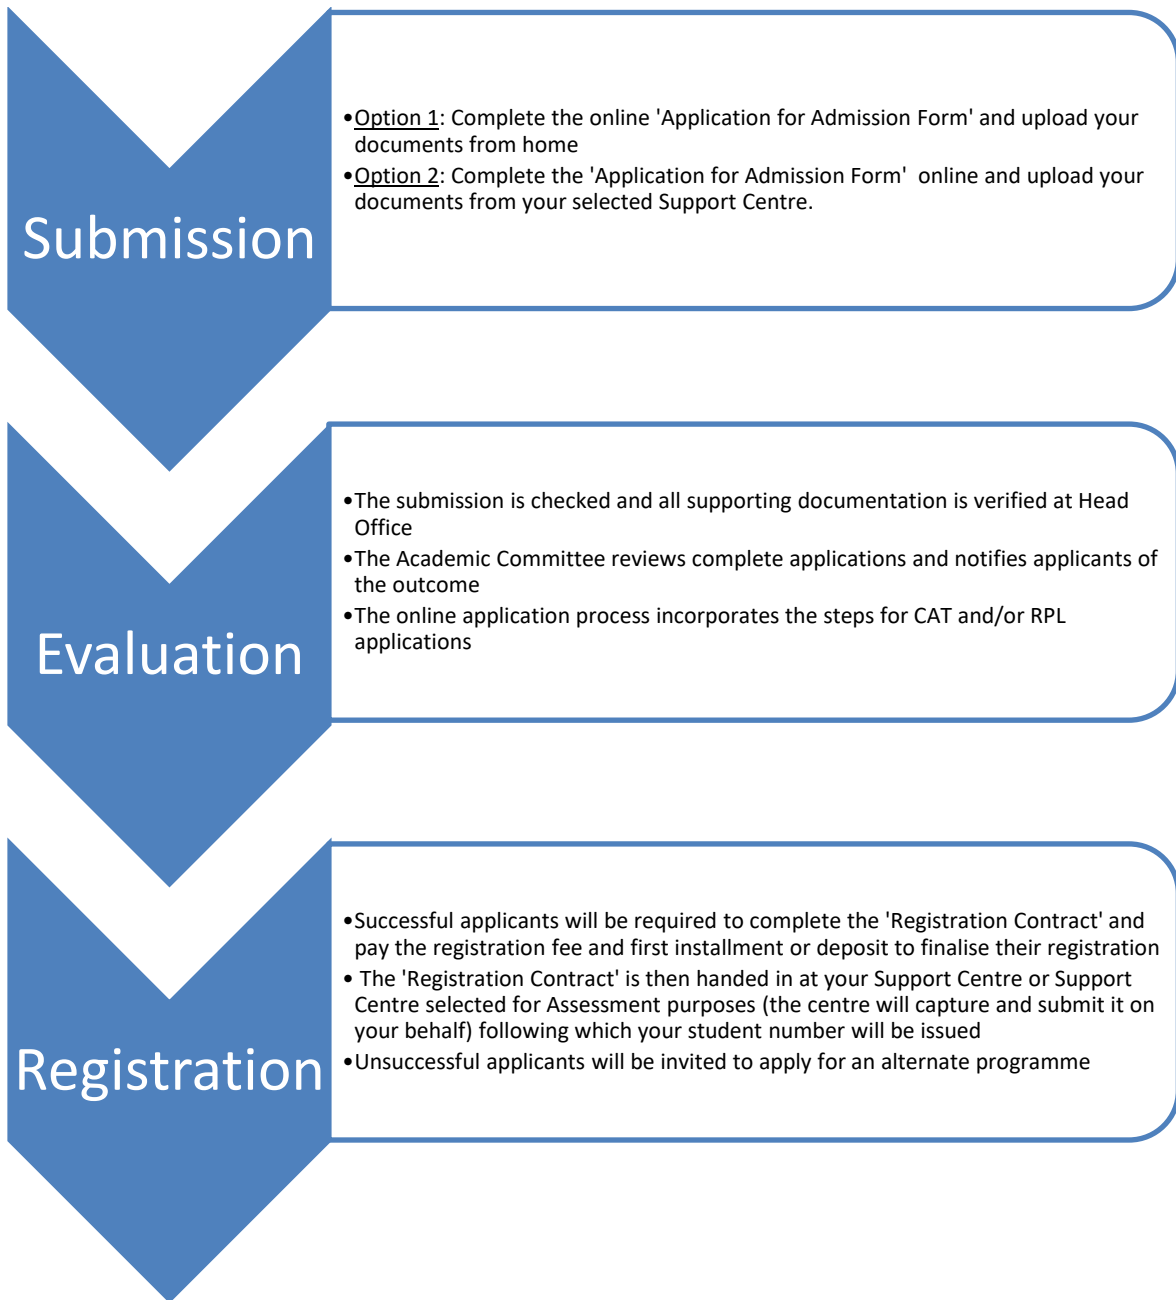 Submission
•Option 1: Complete the online 'Application for Admission Form' and upload your
documents from home
•Option 2: Complete the 'Application for Admission Form'  online and upload your
documents from your selected Support Centre.
Evaluation
•The submission is checked and all supporting documentation is verified at Head
Office
•The Academic Committee reviews complete applications and notifies applicants of
the outcome
•The online application process incorporates the steps for CAT and/or RPL
applications
Registration
•Successful applicants will be required to complete the 'Registration Contract' and
pay the registration fee and first installment or deposit to finalise their registration
• The 'Registration Contract' is then handed in at your Support Centre or Support
Centre selected for Assessment purposes (the centre will capture and submit it on
your behalf) following which your student number will be issued
•Unsuccessful applicants will be invited to apply for an alternate programme